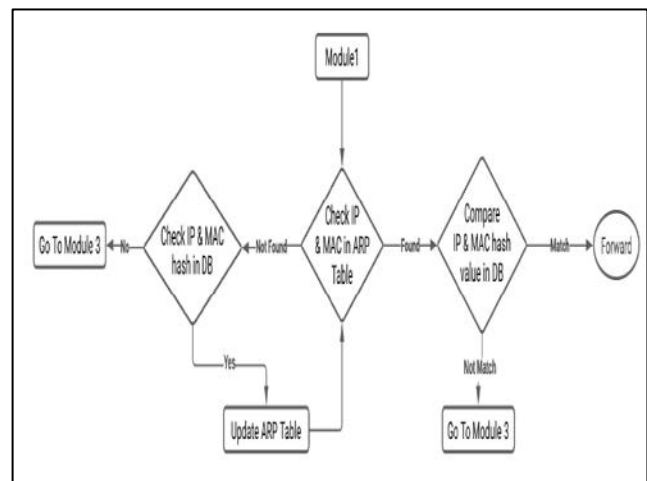 Module1
Go To Module 3
No
Check IP & MAC
hash in DB
Not Found
Check IP
& MAC in ARP
Table
Found
Compare
IP & MAC hash
value in DB
Match
Forward
Yes
Not Match
Update ARP Table
Go To Module 3